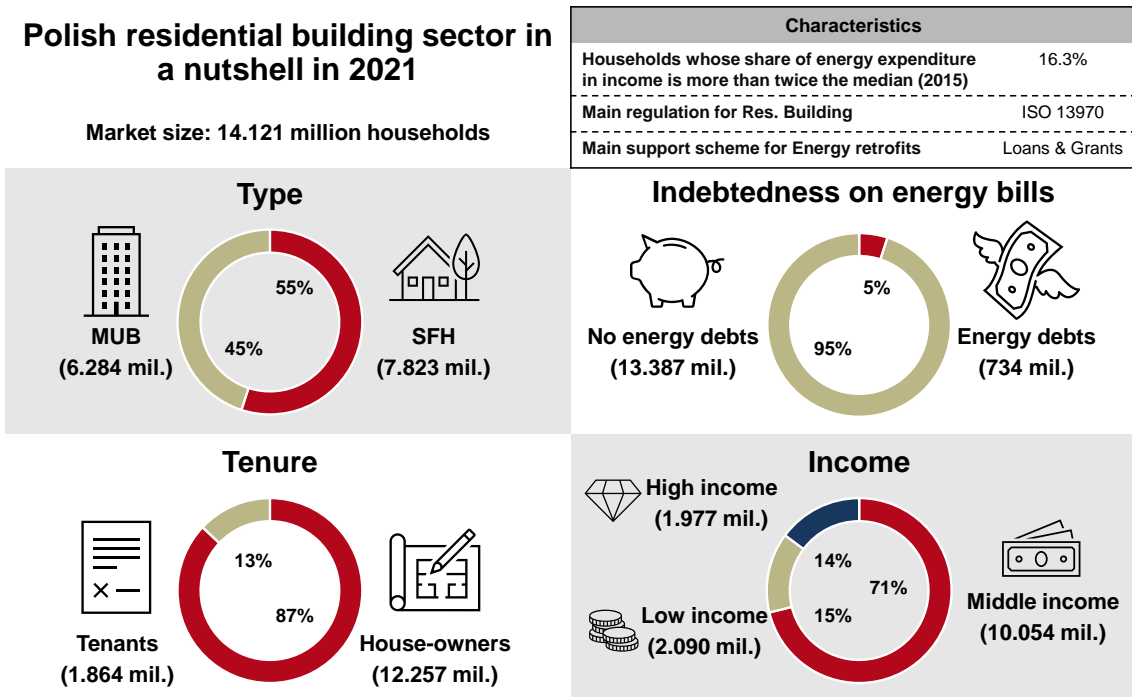 Polish residential building sector in
a nutshell in 2021
Market size: 14.121 million households
Characteristics
Households whose share of energy expenditure
in income is more than twice the median (2015)
16.3%
Main regulation for Res. Building
ISO 13970
Main support scheme for Energy retrofits
Loans & Grants
Type
55%
45%
MUB
(6.284 mil.)
SFH
(7.823 mil.)
Indebtedness on energy bills
5%
95%
No energy debts
(13.387 mil.)
Energy debts
(734 mil.)
Tenure
13%
87%
Tenants
(1.864 mil.)
House-owners
(12.257 mil.)
Income
High income
(1.977 mil.)
14%
71%
15%
Low income
(2.090 mil.)
Middle income
(10.054 mil.)